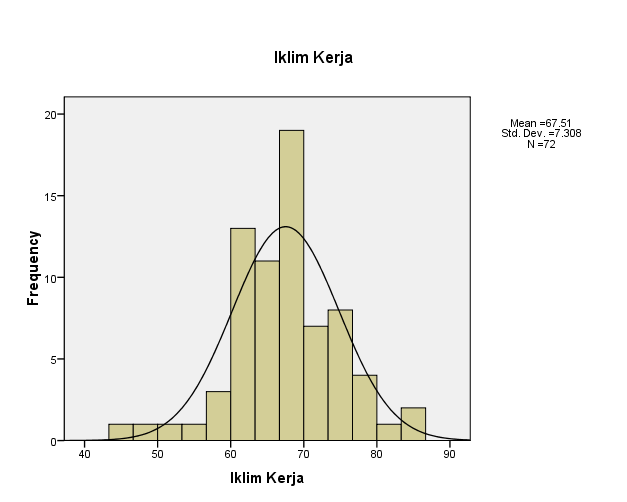 Iklim Kerja
Mean =67.51
Std. Dev. =7.308
N =72
20
15
10
5
0
Frequency
40 50 60 70 80 90
Iklim Kerja